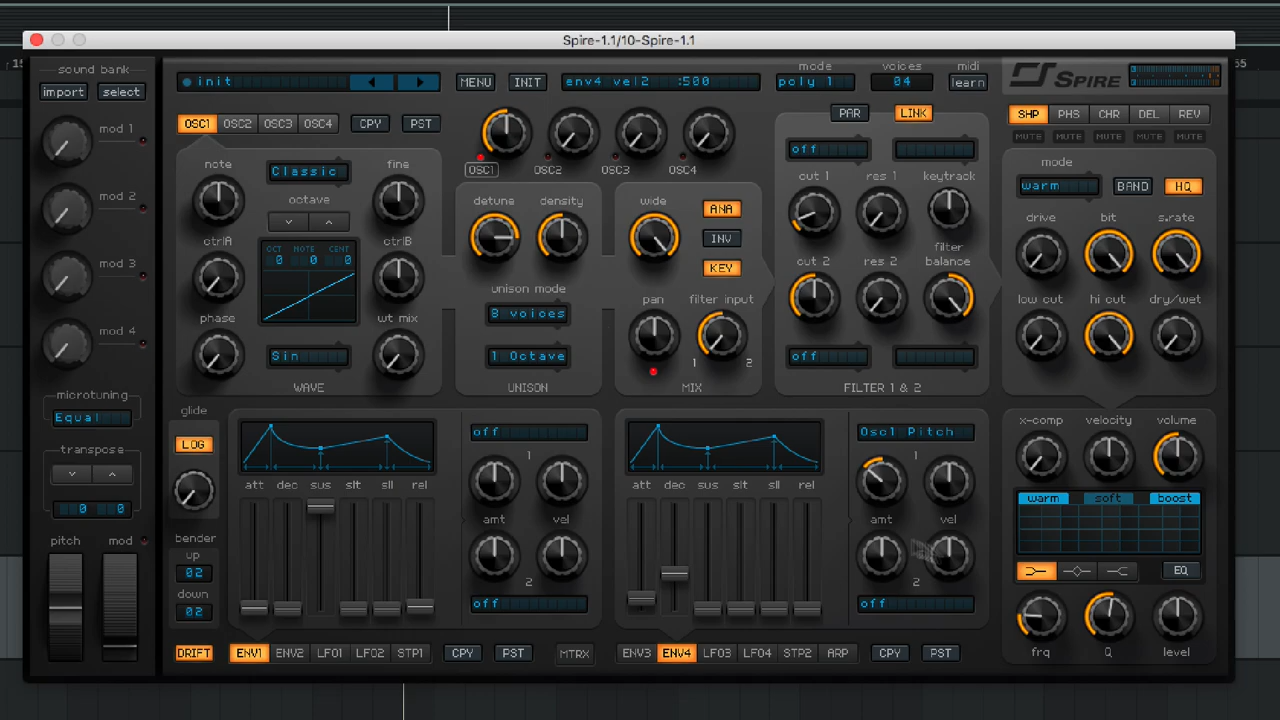 Spire-1.1/10-Spire-1.1
15
65
sound bank
import select
mod 1
mod 2
mod 3
mod 4
microtuning
Equal
transpose
0 0
pitch mod
init
MENU INIT
env4 vel2 :500
mode
poly 1
voices
04
midi
learn
SPIRE
OSC1 OSC2 OSC3 OSC4 CPY PST
note
Classic
fine
octave
ctrlA
OCT NOTE CENT
0 0 0
ctrlB
phase
Sin
wt mix
WAVE
OSC1 OSC2 OSC3 OSC4
detune density
unison mode
8 voices
1 Octave
UNISON
wide
ANA
INV
KEY
pan filter input
1 2
MIX
PAR LINK
off
cut 1 res 1 keytrack
cut 2 res 2 filter balance
off
FILTER 1 & 2
SHP PHS CHR DEL REV
MUTE MUTE MUTE MUTE MUTE
mode
warm BAND HQ
drive bit s.rate
low cut hi cut dry/wet
glide
LOG
bender
up
02
down
02
DRIFT
att dec sus slt sll rel
off
1
amt vel
2
off
ENV1 ENV2 LFO1 LFO2 STP1 CPY PST
MTRX
att dec sus slt sll rel
Osc1 Pitch
1
amt vel
2
off
ENV3 ENV4 LFO3 LFO4 STP2 ARP CPY PST
x-comp velocity volume
warm soft boost
EQ
frq Q level